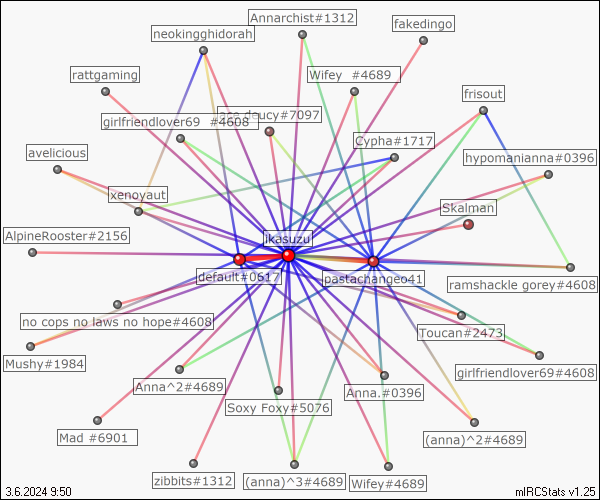 Annarchist#1312
fakedingo
neokingghidorah
rattgaming
Wifey #4689
frisout
deucy#7097
girlfriendlover69 #4608
Cypha#1717
avelicious
hypomanianna#0396
xenoyaut
Skalman
AlpineRooster#2156
ikasuzu
default#0617
pastachangeo41
ramshackle gorey#4608
no cops no laws no hope#4608
Toucan#2473
Mushy#1984
girlfriendlover69#4608
Anna^2#4689
Anna.#0396
Soxy Foxy#5076
Mad #6901
(anna)^2#4689
zibbits#1312
(anna)^3#4689
Wifey#4689
3.6.2024 9:50
mIRCStats v1.25